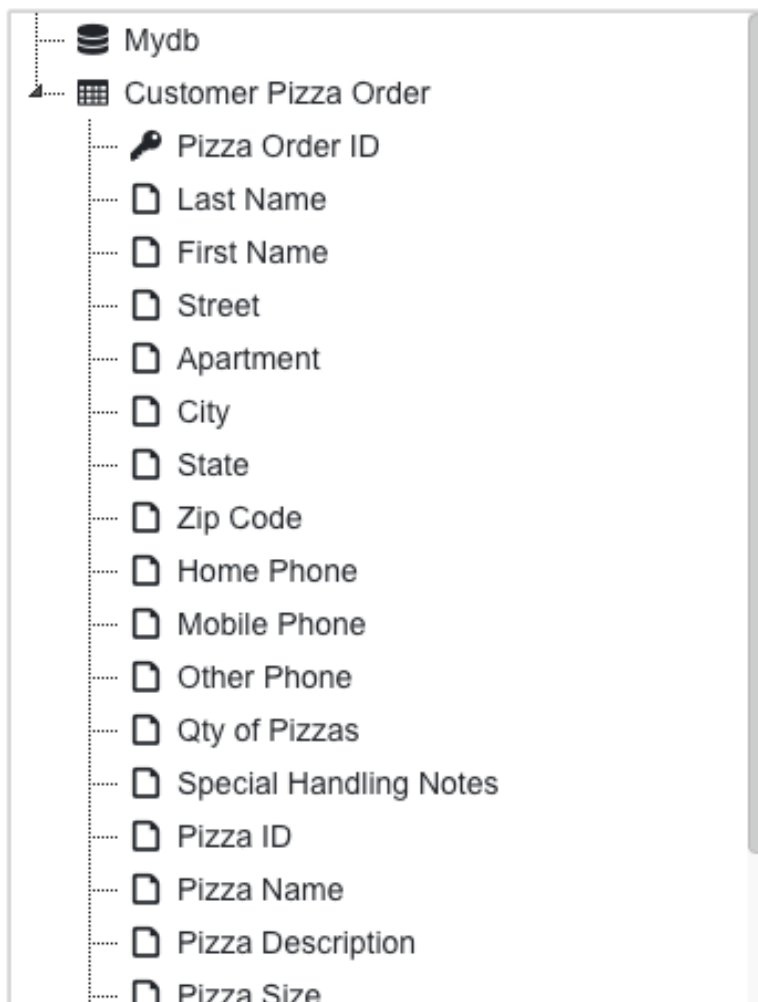 Mydb
Customer Pizza Order
Pizza Order ID
Last Name
First Name
Street
Apartment
City
State
Zip Code
Home Phone
Mobile Phone
Other Phone
Qty of Pizzas
Special Handling Notes
Pizza ID
Pizza Name
Pizza Description
Pizza Size